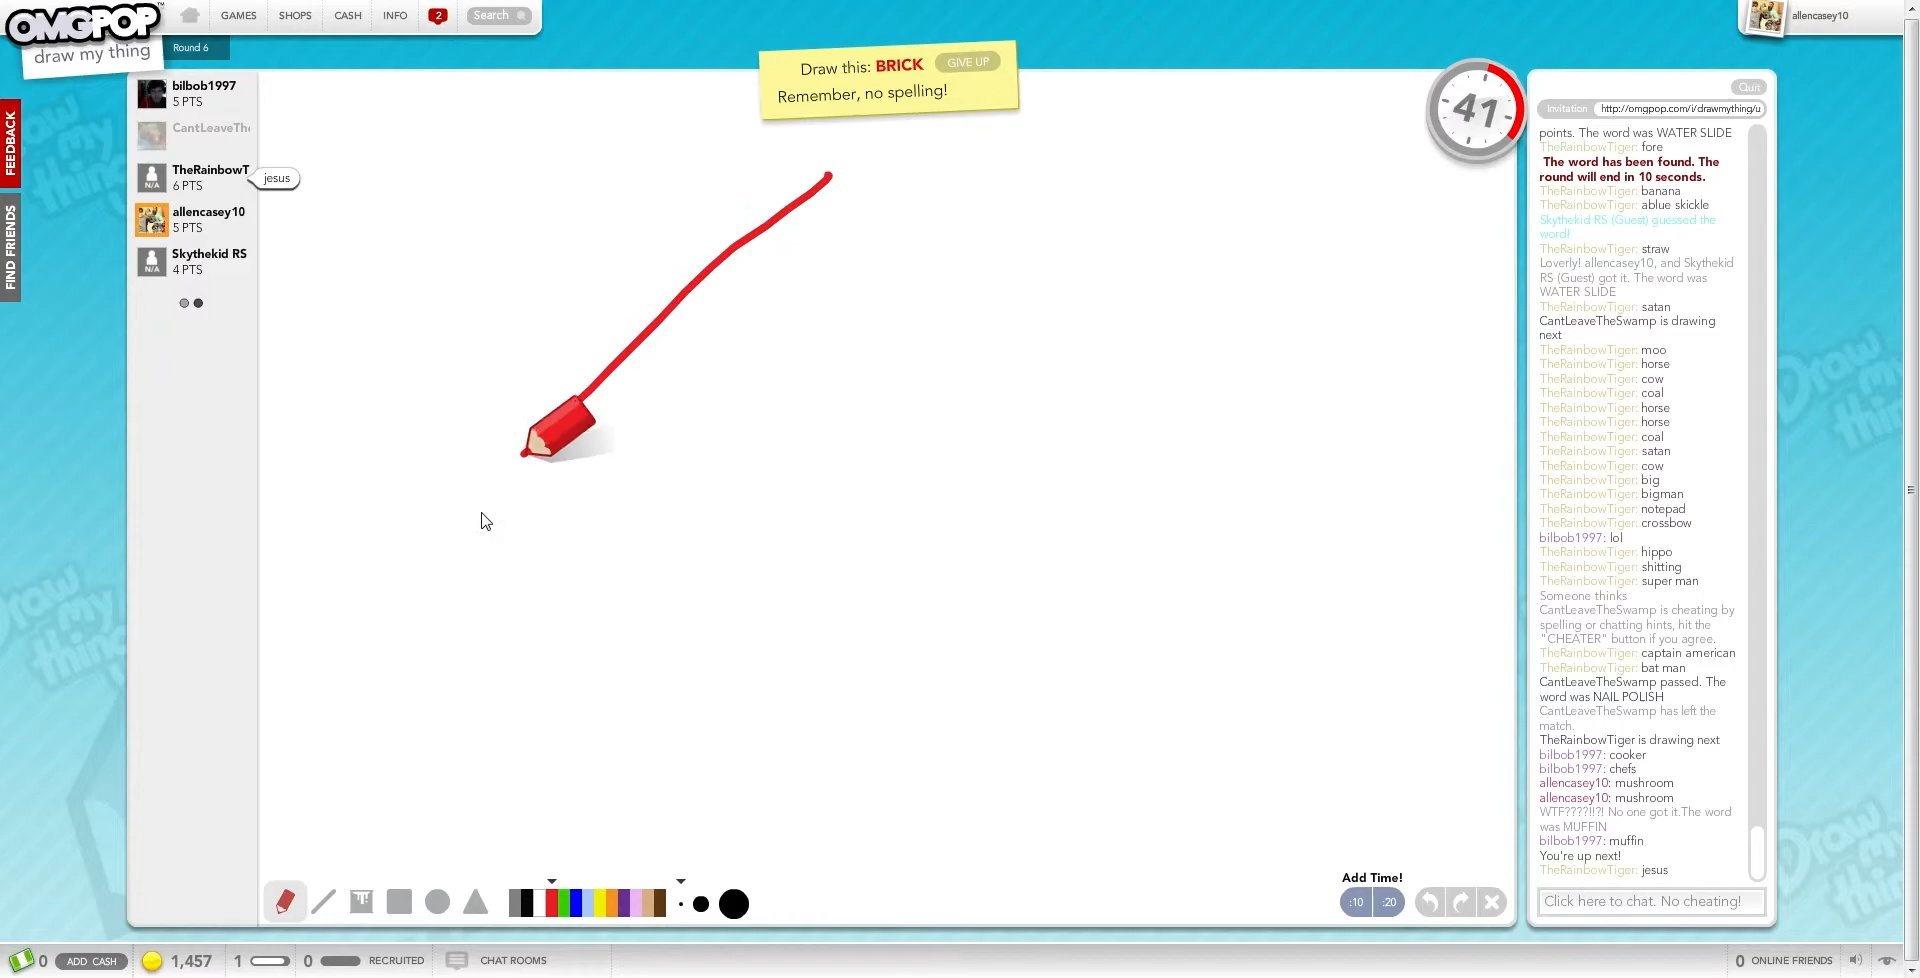 OMGPOP™
draw my thing
GAMES
SHOPS
CASH
INFO
2
Search
allencasey10
Round 6
Draw this: BRICK
GIVE UP
Remember, no spelling!
FEEDBACK
FIND FRIENDS
bilbob1997
5 PTS
CantLeaveThe
N/A
TheRainbowT
6 PTS
jesus
allencasey10
5 PTS
N/A
Skythekid RS
4 PTS
41
Quit
Invitation
http://omgpop.com/i/drawmything/u
points. The word was WATER SLIDE
TheRainbowTiger: fore
The word has been found. The
round will end in 10 seconds.
TheRainbowTiger: banana
TheRainbowTiger: ablue skickle
Skythekid RS (Guest) guessed the
word!
TheRainbowTiger: straw
Loverly! allencasey10, and Skythekid
RS (Guest) got it. The word was
WATER SLIDE
TheRainbowTiger: satan
CantLeaveTheSwamp is drawing
next
TheRainbowTiger: moo
TheRainbowTiger: horse
TheRainbowTiger: cow
TheRainbowTiger: coal
TheRainbowTiger: horse
TheRainbowTiger: horse
TheRainbowTiger: coal
TheRainbowTiger: satan
TheRainbowTiger: cow
TheRainbowTiger: big
TheRainbowTiger: bigman
TheRainbowTiger: notepad
TheRainbowTiger: crossbow
bilbob1997: lol
TheRainbowTiger: hippo
TheRainbowTiger: shitting
TheRainbowTiger: super man
Someone thinks
CantLeaveTheSwamp is cheating by
spelling or chatting hints, hit the
"CHEATER" button if you agree.
TheRainbowTiger: captain american
TheRainbowTiger: bat man
CantLeaveTheSwamp passed. The
word was NAIL POLISH
CantLeaveTheSwamp has left the
match.
TheRainbowTiger is drawing next
bilbob1997: cooker
bilbob1997: chefs
allencasey10: mushroom
allencasey10: mushroom
WTF????!!?! No one got it.The word
was MUFFIN
bilbob1997: muffin
You're up next!
TheRainbowTiger: jesus
Click here to chat. No cheating!
Add Time!
:10
:20
0
ADD CASH
1,457
1
0
RECRUITED
CHAT ROOMS
0 ONLINE FRIENDS